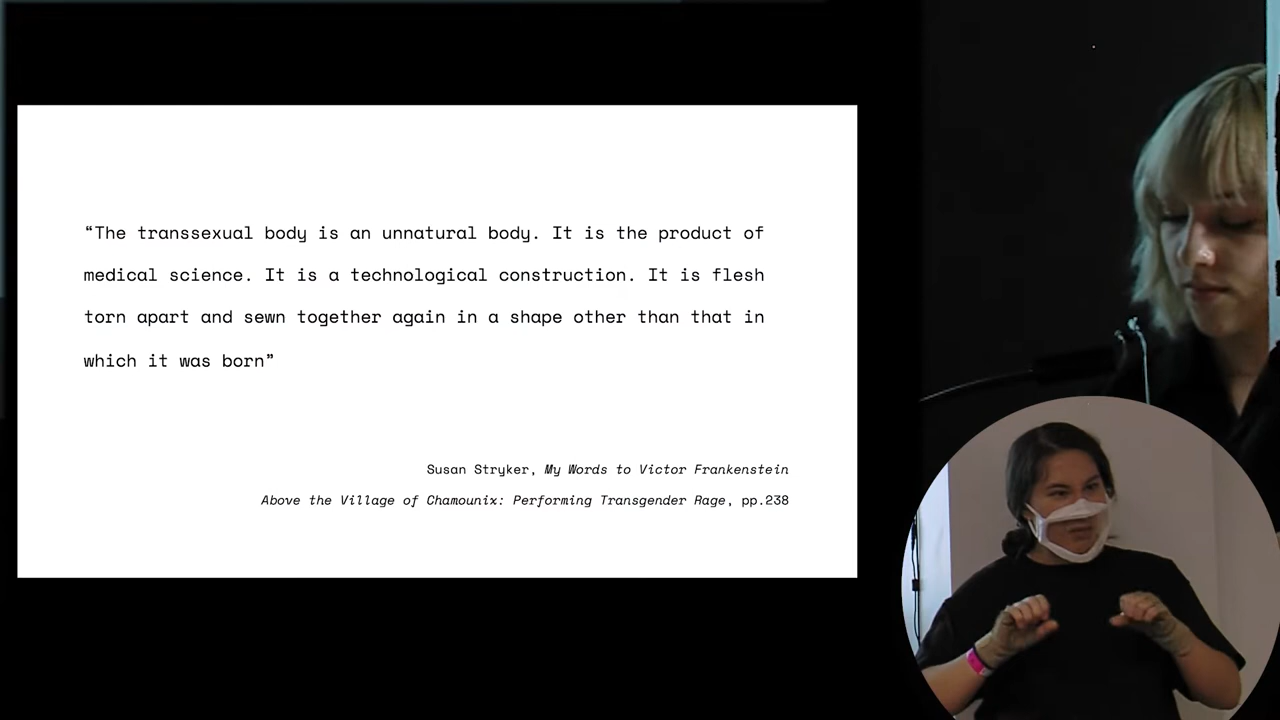 “The transsexual body is an unnatural body. It is the product of
medical science. It is a technological construction. It is flesh
torn apart and sewn together again in a shape other than that in
which it was born”
Susan Stryker, My Words to Victor Frankenstein
Above the Village of Chamounix: Performing Transgender Rage, pp.238